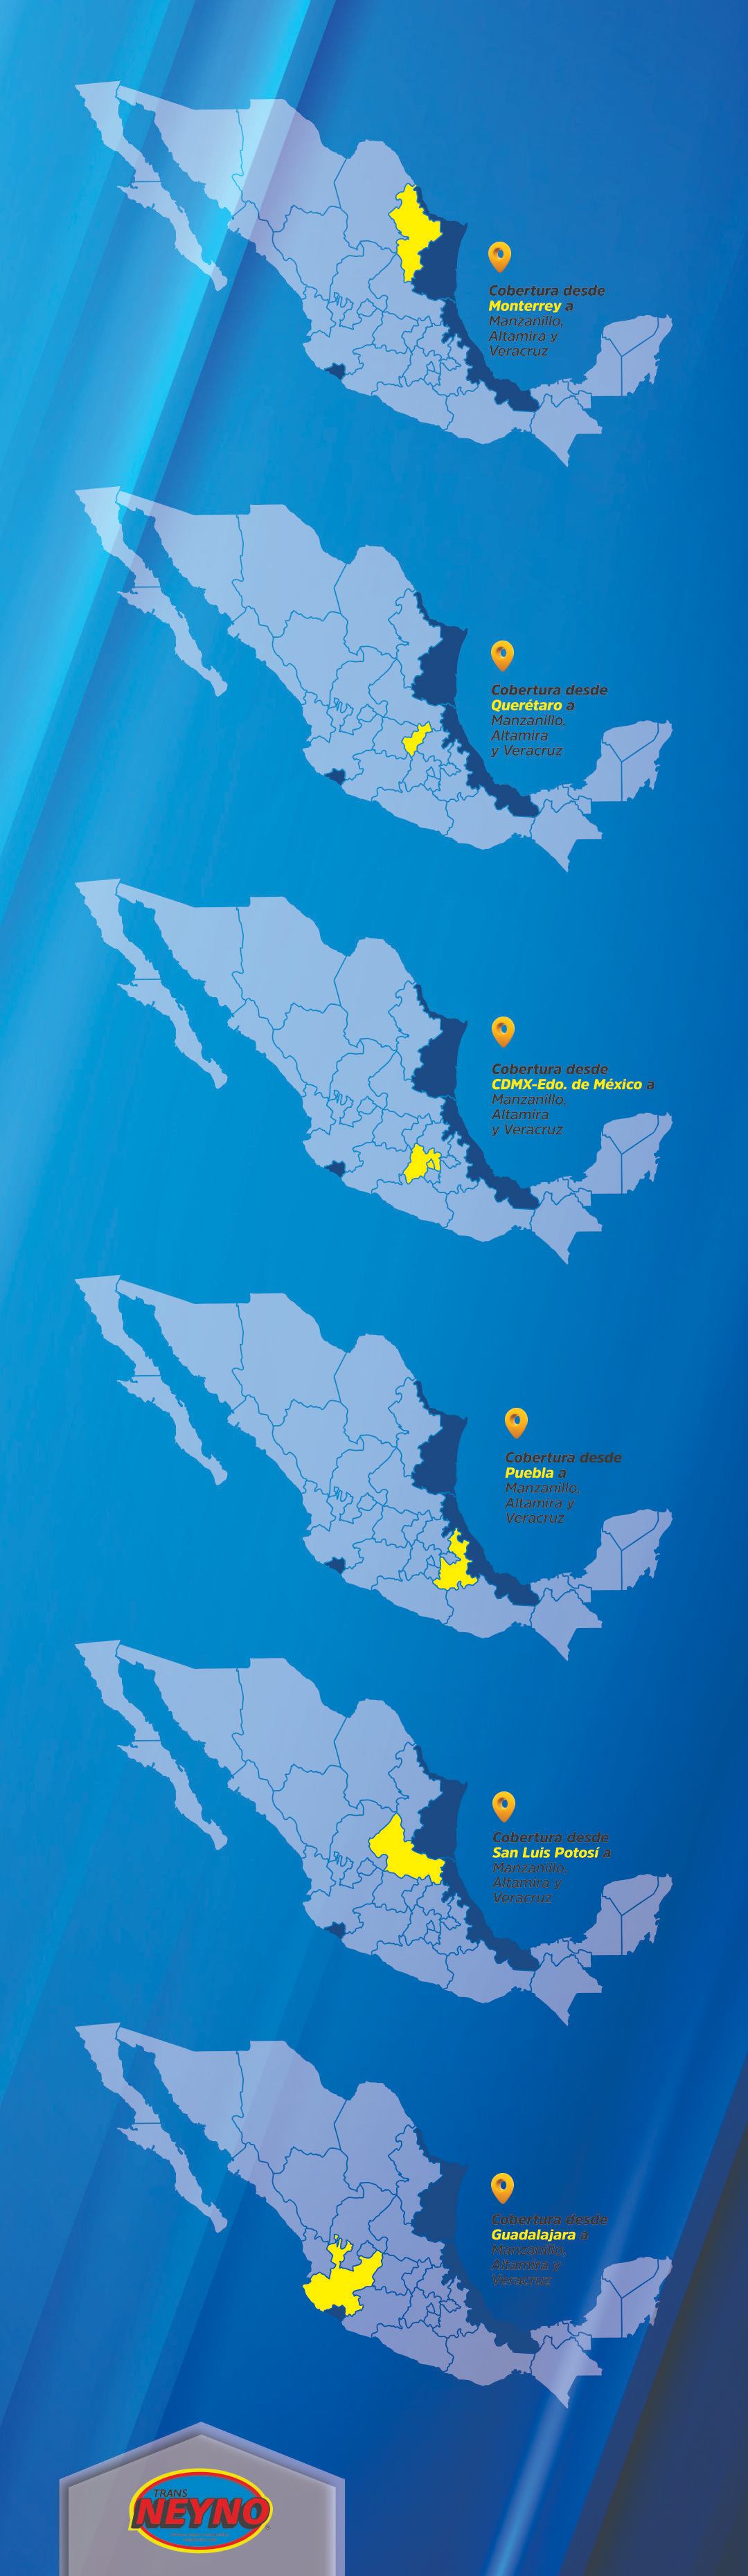 Cobertura desde
Monterrey a
Manzanillo,
Altamira y
Veracruz
Cobertura desde
Querétaro a
Manzanillo,
Altamira
y Veracruz
Cobertura desde
CDMX-Edo. de México a
Manzanillo,
Altamira
y Veracruz
Cobertura desde
Puebla a
Manzanillo,
Altamira y
Veracruz
Cobertura desde
San Luis Potosí a
Manzanillo,
Altamira y
Veracruz
Cobertura desde
Guadalajara a
Manzanillo,
Altamira y
Veracruz
TRANS
NEYNO